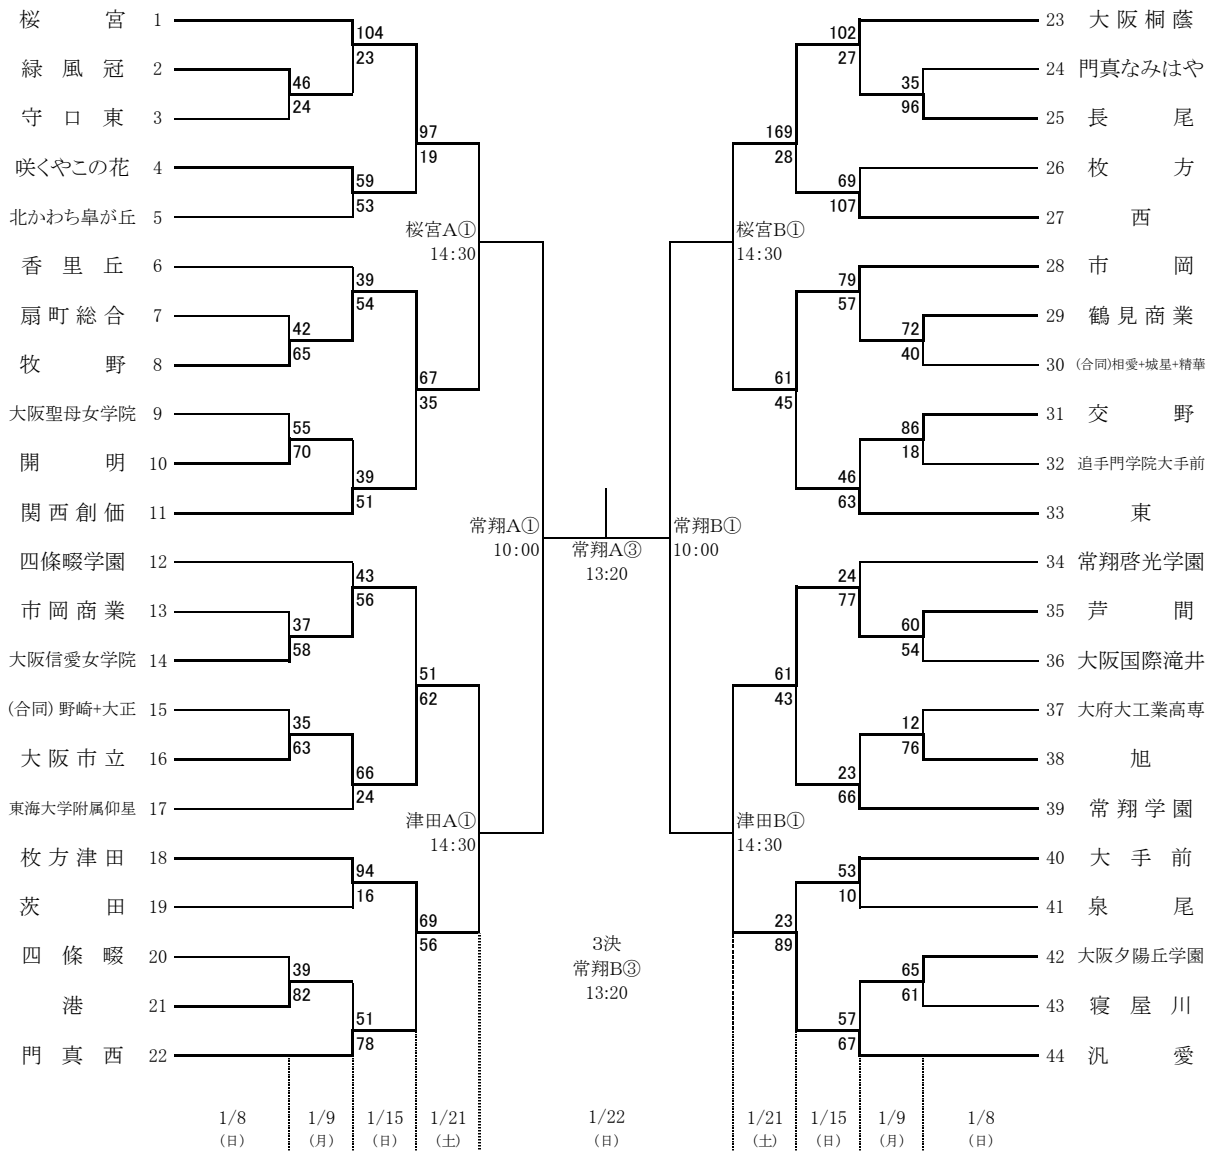 桜宮 1
緑風冠 2
守口東 3
咲くやこの花 4
北かわち皐が丘 5
香里丘 6
扇町総合 7
牧野 8
大阪聖母女学院 9
開明 10
関西創価 11
四條畷学園 12
市岡商業 13
大阪信愛女学院 14
(合同)野崎+大正 15
大阪市立 16
東海大学附属仰星 17
枚方津田 18
茨田 19
四條畷 20
港 21
門真西 22
46
24
42
65
55
70
37
58
35
63
39
82
104
23
59
53
39
54
39
51
43
56
66
24
94
16
51
78
97
19
67
35
51
62
69
56
桜宮A①
14:30
津田A①
14:30
常翔A①
10:00
常翔A③
13:20
常翔B①
10:00
3決
常翔B③
13:20
桜宮B①
14:30
津田B①
14:30
169
28
61
45
61
43
23
89
102
27
69
107
79
57
46
63
24
77
23
66
53
10
57
67
35
96
72
40
86
18
60
54
12
76
65
61
23 大阪桐蔭
24 門真なみはや
25 長尾
26 枚方
27 西
28 市岡
29 鶴見商業
30 (合同)相愛+城星+精華
31 交野
32 追手門学院大手前
33 東
34 常翔啓光学園
35 芦間
36 大阪国際滝井
37 大府大工業高専
38 旭
39 常翔学園
40 大手前
41 泉尾
42 大阪夕陽丘学園
43 寝屋川
44 汎愛
1/8 1/9 1/15 1/21 1/22 1/21 1/15 1/9 1/8
(日) (月) (日) (土) (日) (土) (日) (月) (日)